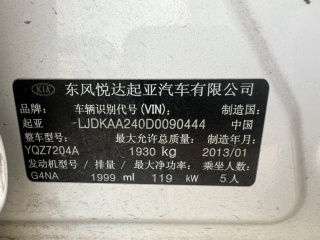 KIA 东风悦达起亚汽车有限公司
车辆识别代号(VIN): 制造国:
起亚 LJDKAA240D0090444 中国
整车型号: 最大允许总质量: 制造年月:
YQZ7204A 1930 kg 2013/01
发动机型号 / 排量 / 最大净功率: 乘坐人数:
G4NA 1999 ml 119 kW 5人